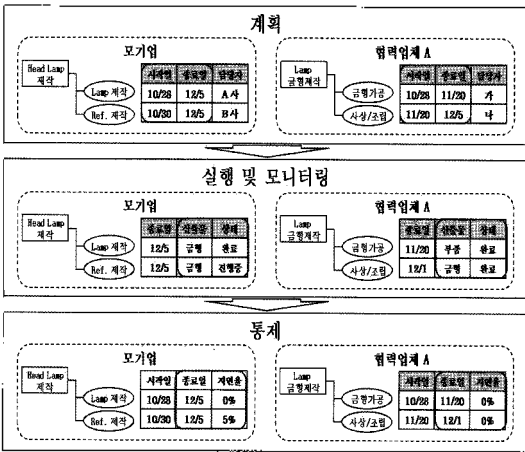 계획
모기업
Head Lamp
제작
Lamp 제작
Ref. 제작
시작일 종료일 담당자
10/28 12/5 A사
10/30 12/5 B사
협력업체 A
Lamp
금형제작
금형가공
사상/조립
시작일 종료일 담당자
10/28 11/20 가
11/20 12/5 나
실행 및 모니터링
모기업
Head Lamp
제작
Lamp 제작
Ref. 제작
종료일 산출물 상태
12/5 금형 완료
12/5 금형 진행중
협력업체 A
Lamp
금형제작
금형가공
사상/조립
종료일 산출물 상태
11/20 부품 완료
12/1 금형 완료
통제
모기업
Head Lamp
제작
Lamp 제작
Ref. 제작
시작일 종료일 지연율
10/28 12/5 0%
10/30 12/5 5%
협력업체 A
Lamp
금형제작
금형가공
사상/조립
시작일 종료일 지연율
10/28 11/20 0%
11/20 12/1 0%